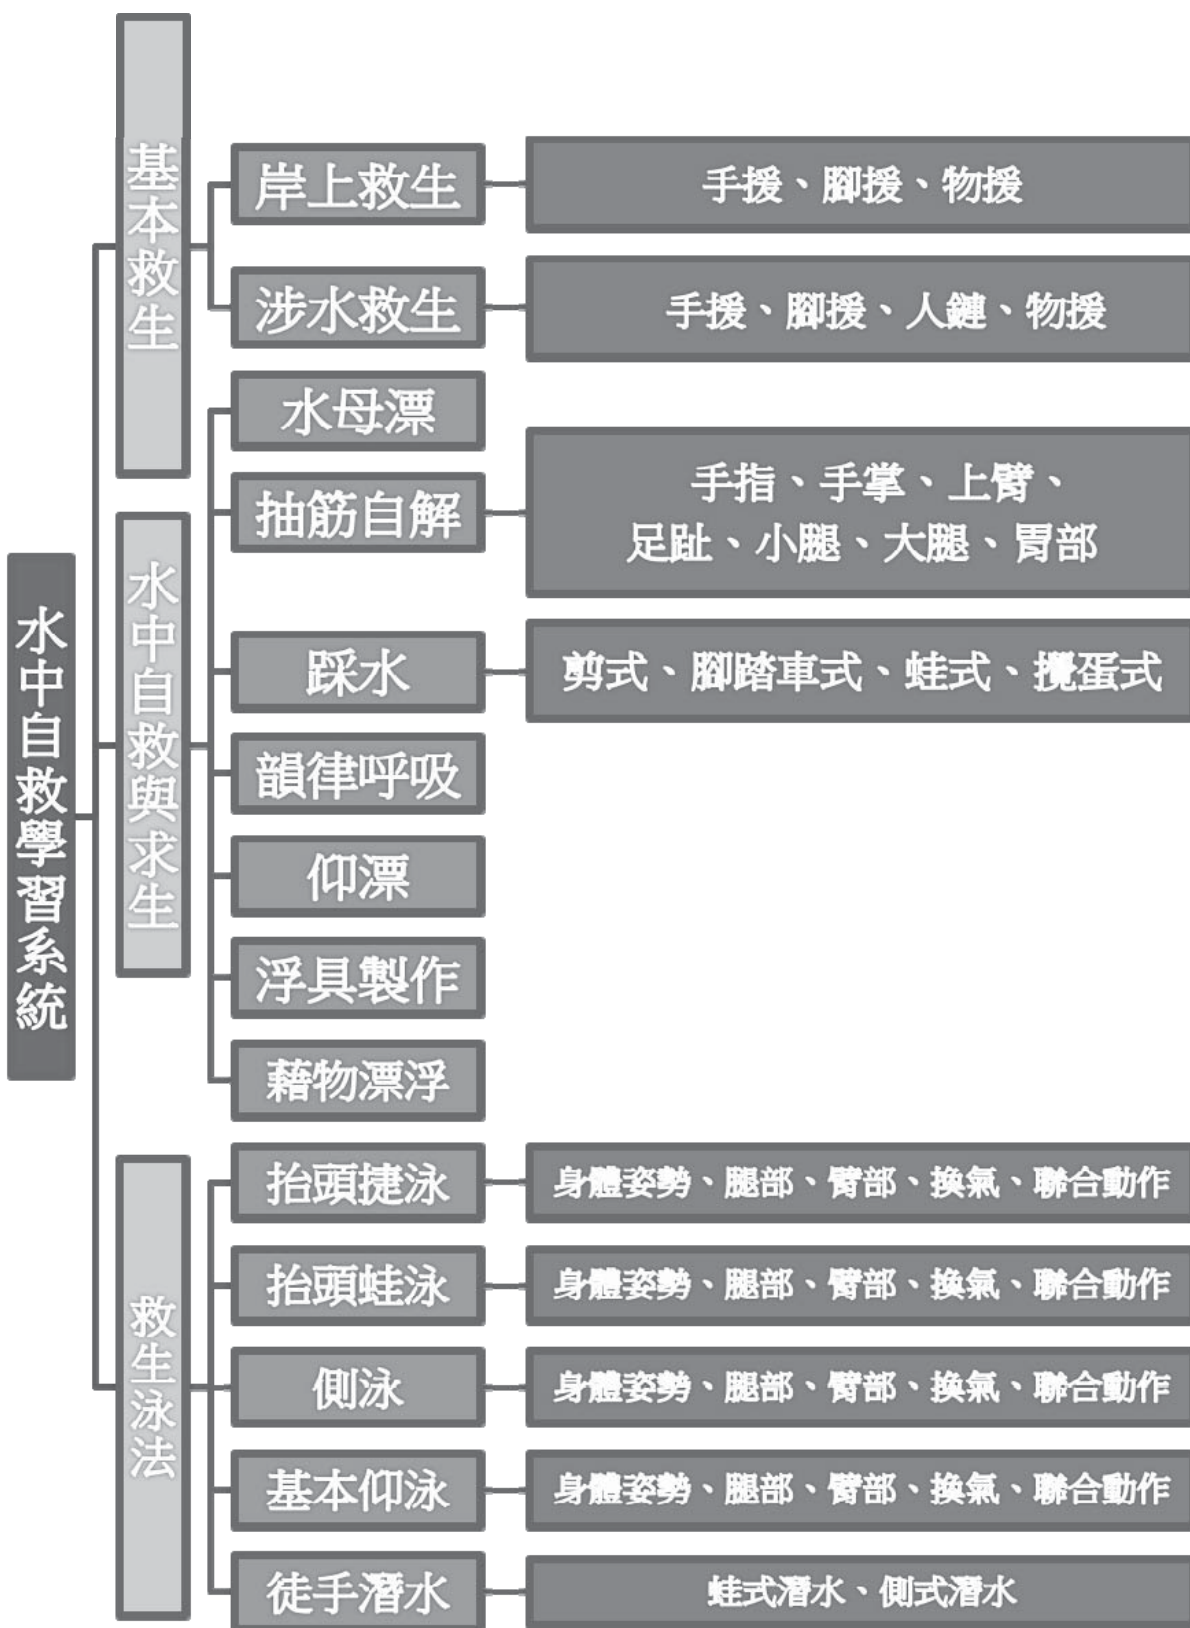 水中自救學習系統
基本救生
岸上救生
手援、腳援、物援
涉水救生
手援、腳援、人鏈、物援
水中自救與求生
水母漂
抽筋自解
手指、手掌、上臂、
足趾、小腿、大腿、胃部
踩水
剪式、腳踏車式、蛙式、攪蛋式
韻律呼吸
仰漂
浮具製作
藉物漂浮
救生泳法
抬頭捷泳
身體姿勢、腿部、臂部、換氣、聯合動作
抬頭蛙泳
身體姿勢、腿部、臂部、換氣、聯合動作
側泳
身體姿勢、腿部、臂部、換氣、聯合動作
基本仰泳
身體姿勢、腿部、臂部、換氣、聯合動作
徒手潛水
蛙式潛水、側式潛水